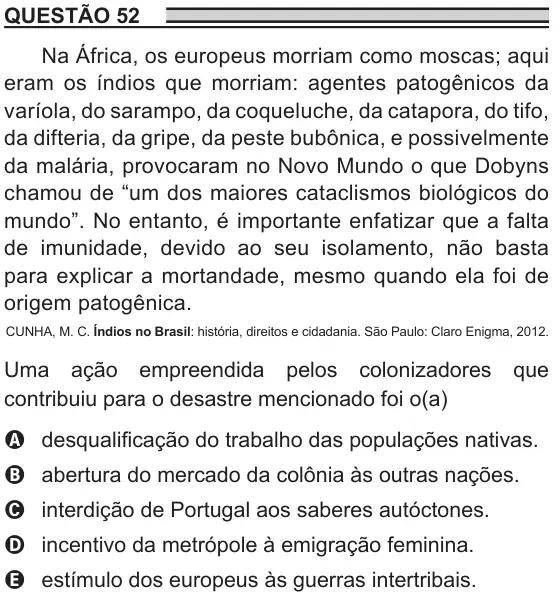 QUESTÃO 52
Na África, os europeus morriam como moscas; aqui
eram os índios que morriam: agentes patogênicos da
varíola, do sarampo, da coqueluche, da catapora, do tifo,
da difteria, da gripe, da peste bubônica, e possivelmente
da malária, provocaram no Novo Mundo o que Dobyns
chamou de “um dos maiores cataclismos biológicos do
mundo”. No entanto, é importante enfatizar que a falta
de imunidade, devido ao seu isolamento, não basta
para explicar a mortandade, mesmo quando ela foi de
origem patogênica.
CUNHA, M. C. Índios no Brasil: história, direitos e cidadania. São Paulo: Claro Enigma, 2012.
Uma ação empreendida pelos colonizadores que
contribuiu para o desastre mencionado foi o(a)
A desqualificação do trabalho das populações nativas.
B abertura do mercado da colônia às outras nações.
C interdição de Portugal aos saberes autóctones.
D incentivo da metrópole à emigração feminina.
E estímulo dos europeus às guerras intertribais.